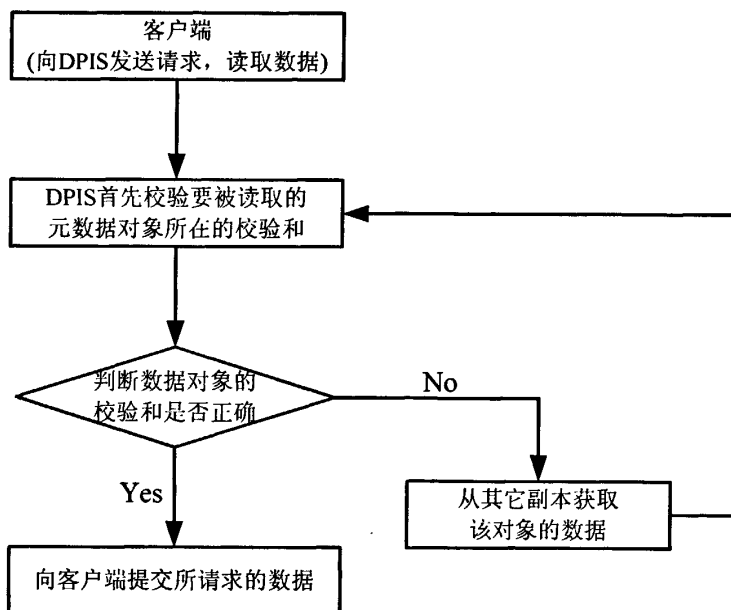 客户端
(向DPIS发送请求，读取数据)
DPIS首先校验要被读取的
元数据对象所在的校验和
判断数据对象的
校验和是否正确
No
Yes
从其它副本获取
该对象的数据
向客户端提交所请求的数据